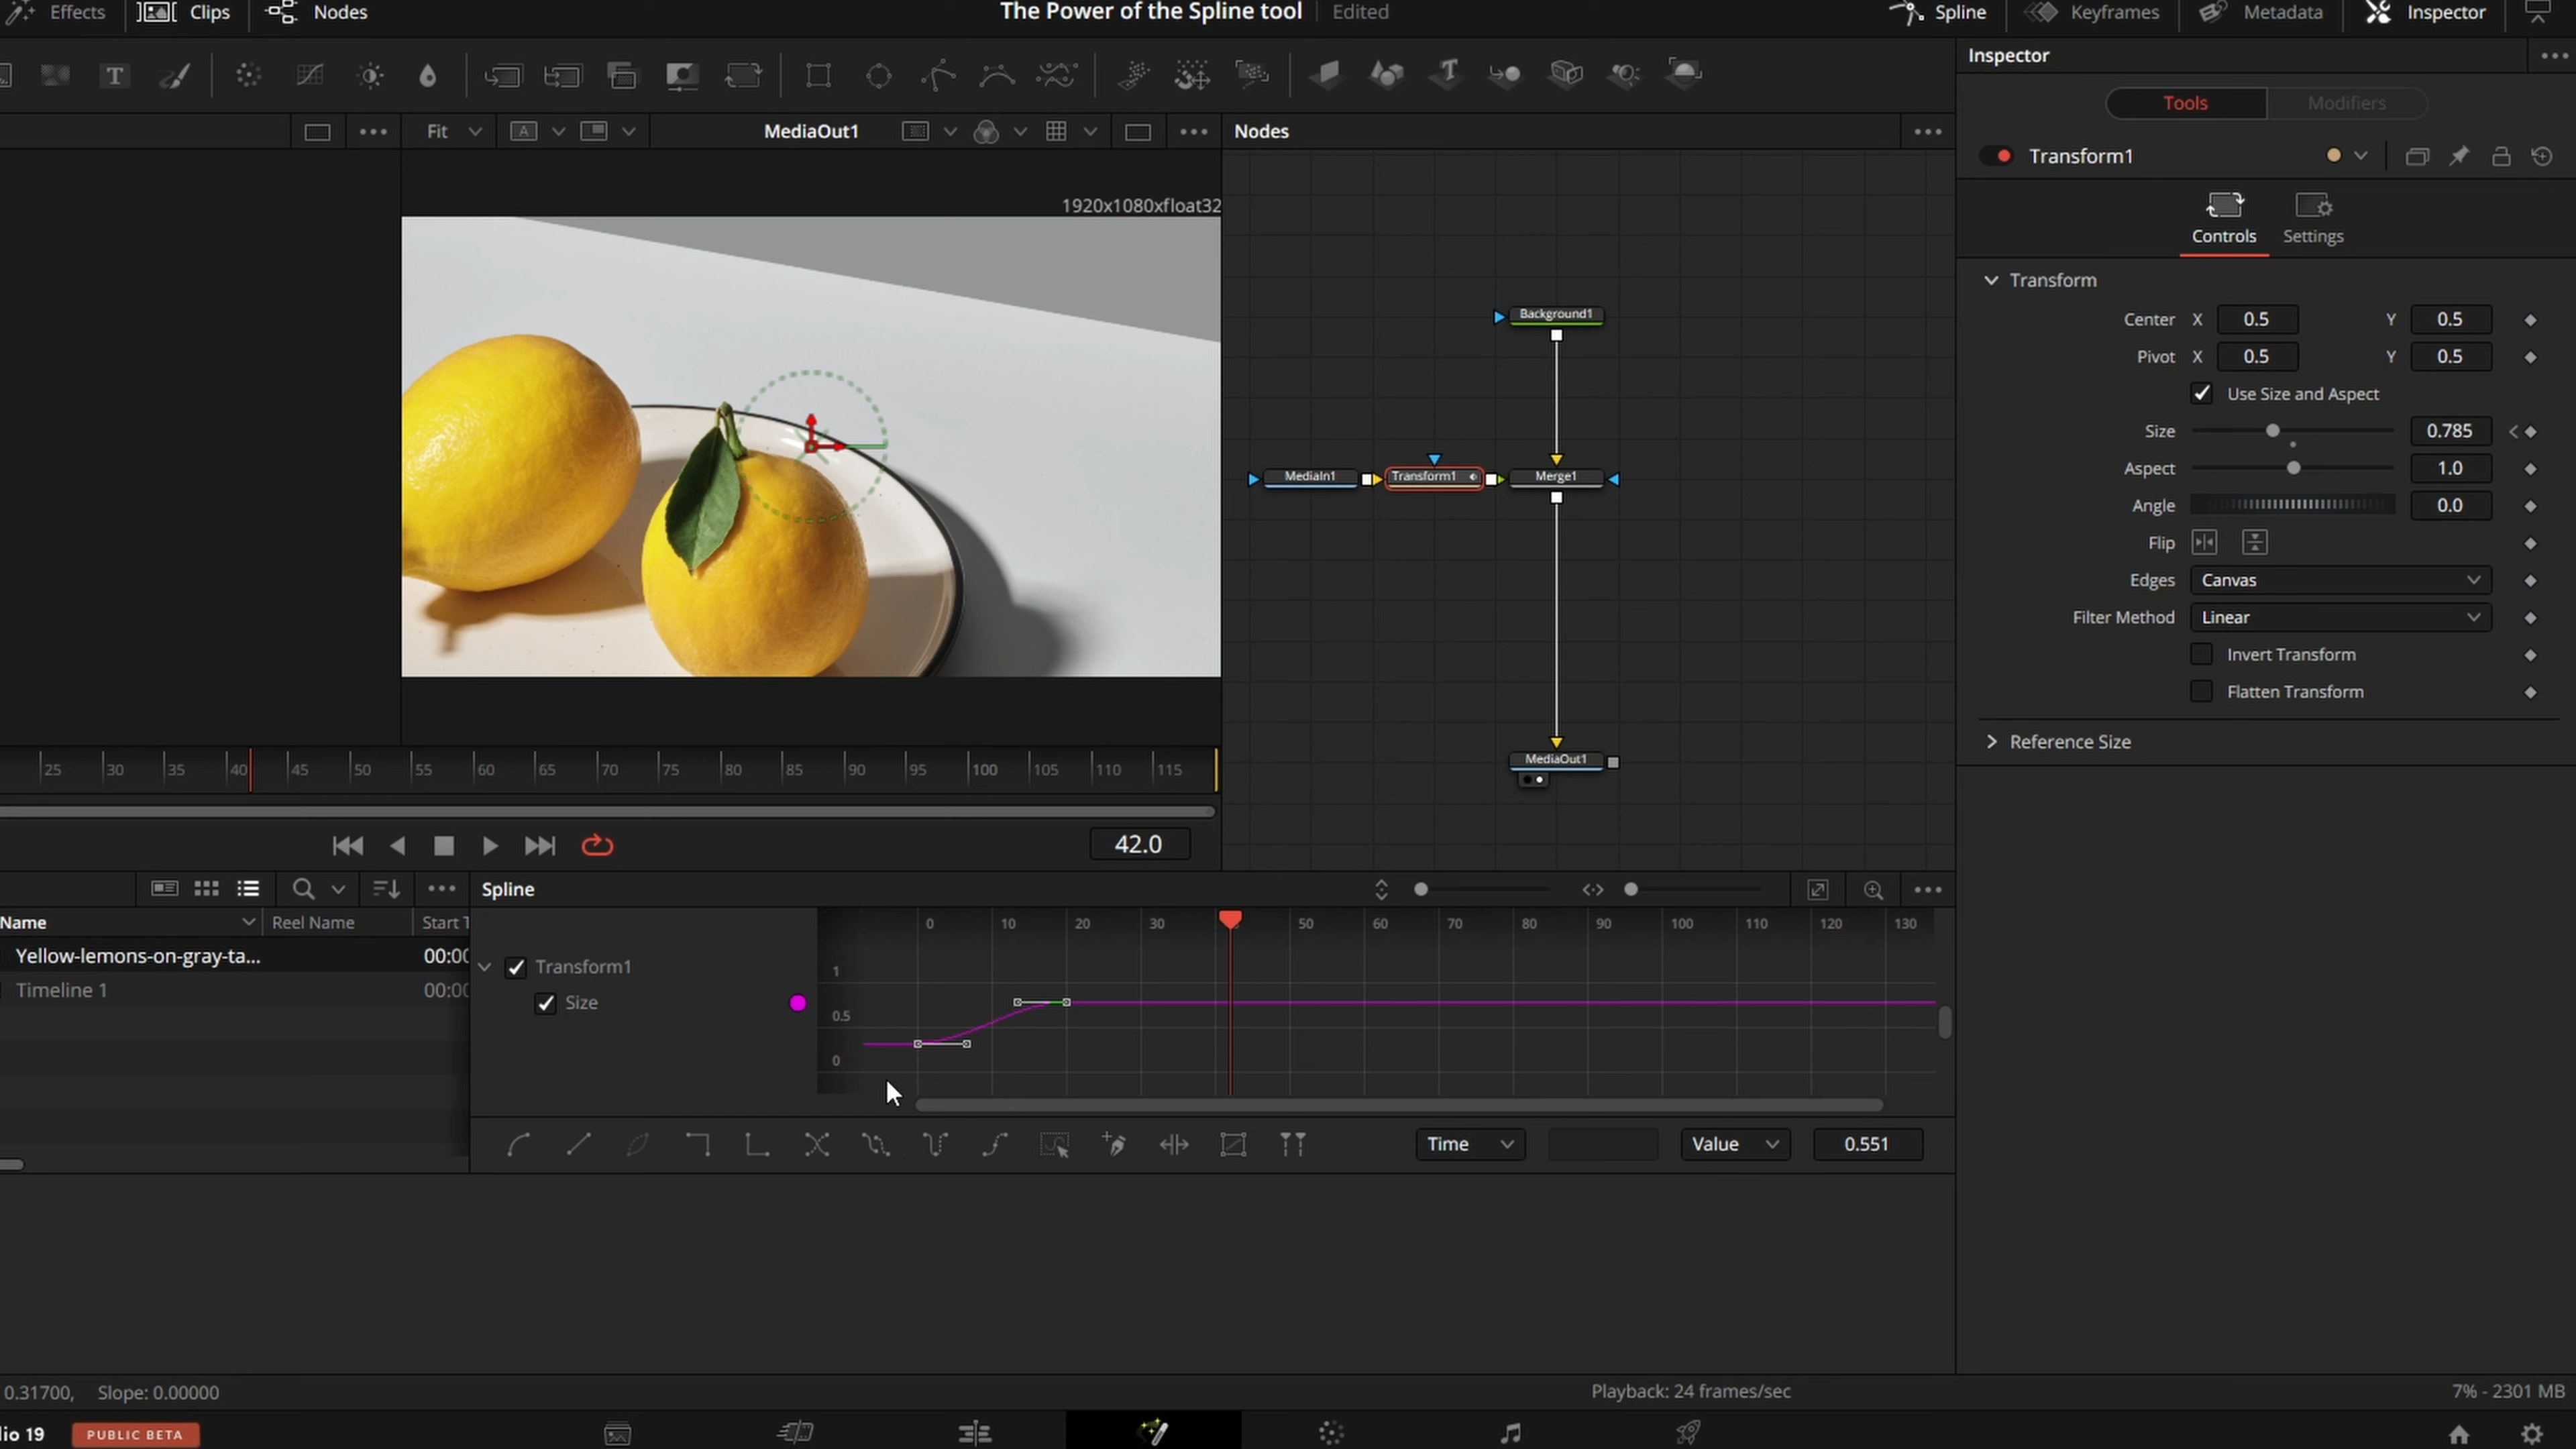 Effects Clips Nodes The Power of the Spline tool Edited Spline Keyframes Metadata Inspector
T T
Inspector
Tools Modifiers
Fit A MediaOut1 Nodes
Transform1
1920x1080xfloat32
Controls Settings
Transform
Background1
Center X 0.5 Y 0.5
Pivot X 0.5 Y 0.5
Use Size and Aspect
Size 0.785
MediaIn1 Transform1 Merge1
Aspect 1.0
Angle 0.0
Flip
Edges Canvas
Filter Method Linear
Invert Transform
Flatten Transform
Reference Size
MediaOut1
25 30 35 40 45 50 55 60 65 70 75 80 85 90 95 100 105 110 115
42.0
Spline
Name Reel Name Start T
0 10 20 30 50 60 70 80 90 100 110 120 130
Yellow-lemons-on-gray-ta... 00:00
Transform1
1
Timeline 1 00:00
Size
0.5
0
Time Value 0.551
0.31700, Slope: 0.00000 Playback: 24 frames/sec 7% - 2301 MB
io 19 PUBLIC BETA